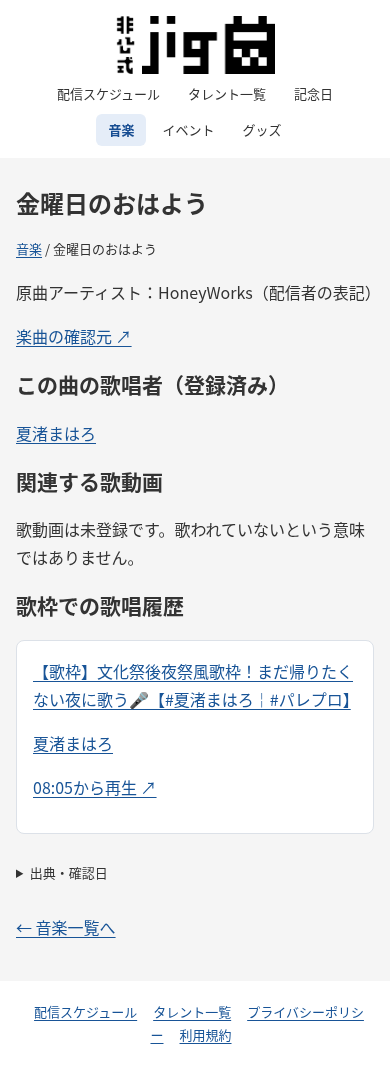 非公式 jig苗
配信スケジュール タレント一覧 記念日
音楽 イベント グッズ
金曜日のおはよう
音楽 / 金曜日のおはよう
原曲アーティスト：HoneyWorks（配信者の表記）
楽曲の確認元 ↗
この曲の歌唱者（登録済み）
夏渚まはろ
関連する歌動画
歌動画は未登録です。歌われていないという意味
ではありません。
歌枠での歌唱履歴
【歌枠】文化祭後夜祭風歌枠！まだ帰りたく
ない夜に歌う🎤【#夏渚まはろ￤#パレプロ】
夏渚まはろ
08:05から再生 ↗
▶ 出典・確認日
← 音楽一覧へ
配信スケジュール タレント一覧 プライバシーポリシ
ー 利用規約